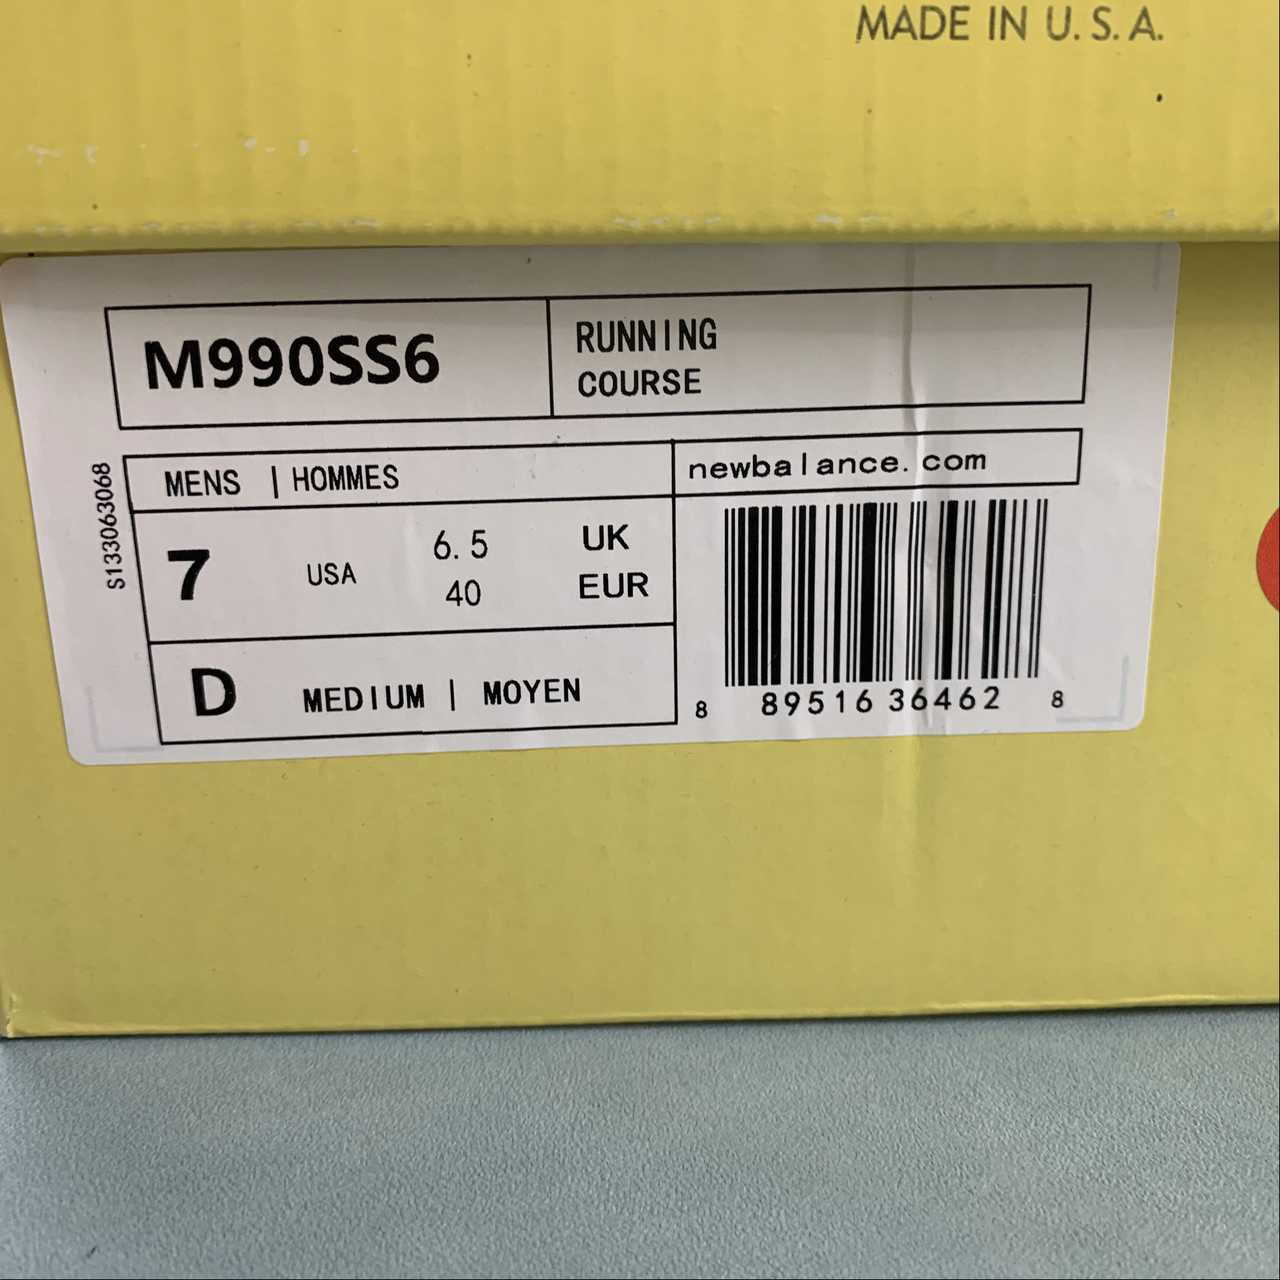 MADE IN U.S.A.
M990SS6
RUNNING
COURSE
MENS | HOMMES
newbalance.com
S133063068
7 USA
6.5 UK
40 EUR
D MEDIUM | MOYEN
8 89516 36462 8